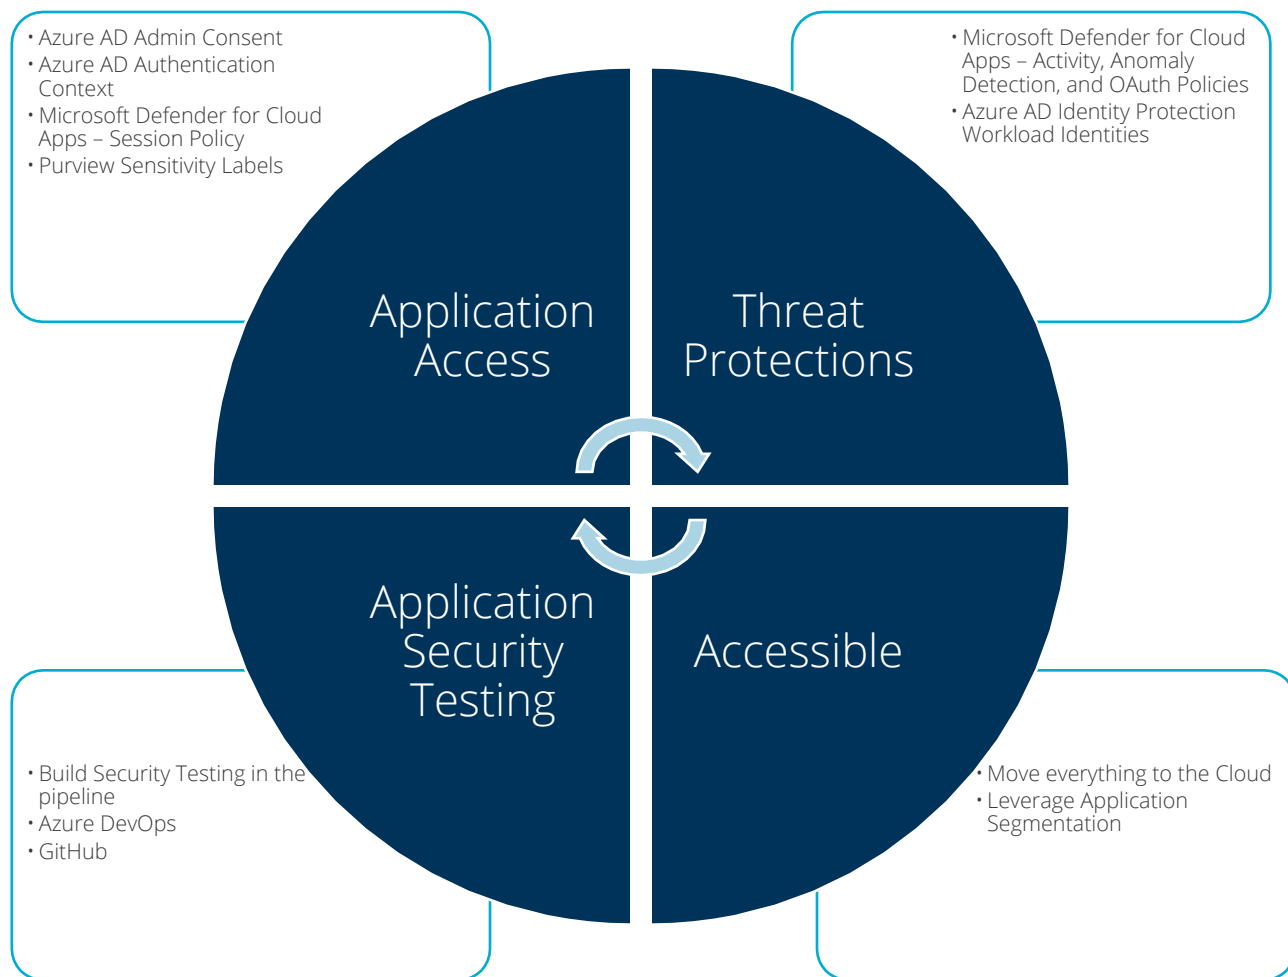 • Azure AD Admin Consent
• Azure AD Authentication
Context
• Microsoft Defender for Cloud
Apps – Session Policy
• Purview Sensitivity Labels
• Microsoft Defender for Cloud
Apps – Activity, Anomaly
Detection, and OAuth Policies
• Azure AD Identity Protection
Workload Identities
Application
Access
Threat
Protections
Application
Security
Testing
Accessible
• Build Security Testing in the
pipeline
• Azure DevOps
• GitHub
• Move everything to the Cloud
• Leverage Application
Segmentation